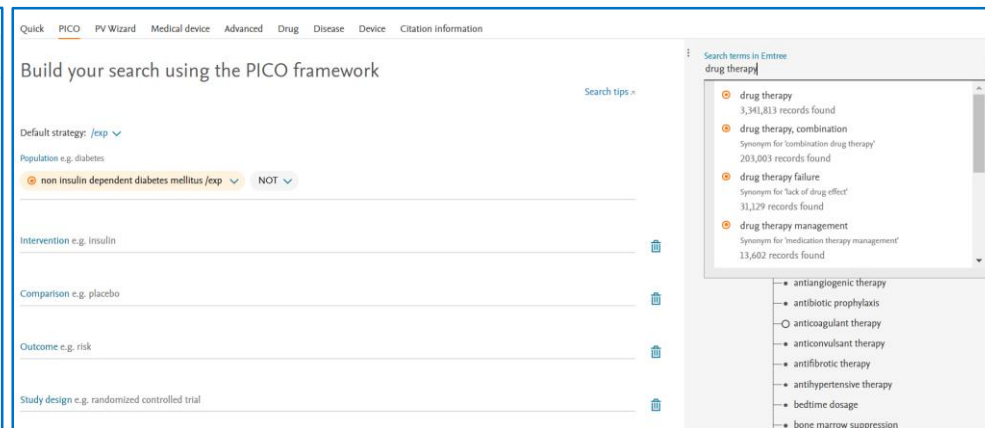 Quick PICO PV Wizard Medical device Advanced Drug Disease Device Citation information
Build your search using the PICO framework
Search tips
Default strategy: /exp
Population e.g. diabetes
non insulin dependent diabetes mellitus /exp NOT
Intervention e.g. insulin
Comparison e.g. placebo
Outcome e.g. risk
Study design e.g. randomized controlled trial
Search terms in Emtree
drug therapy
drug therapy
3,341,813 records found
drug therapy, combination
Synonym for 'combination drug therapy'
203,003 records found
drug therapy failure
Synonym for 'lack of drug effect'
31,129 records found
drug therapy management
Synonym for 'medication therapy management'
13,602 records found
antiangiogenic therapy
antibiotic prophylaxis
anticoagulant therapy
anticonvulsant therapy
antifibrotic therapy
antihypertensive therapy
bedtime dosage
bone marrow suppression